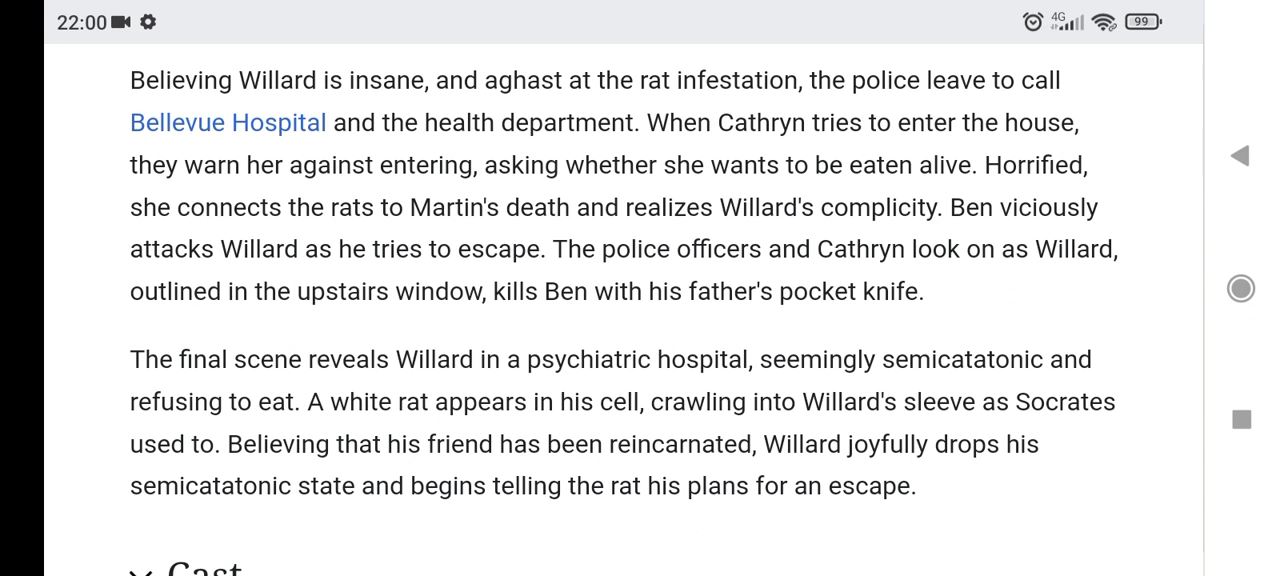 22:00
4G
99
Believing Willard is insane, and aghast at the rat infestation, the police leave to call
Bellevue Hospital and the health department. When Cathryn tries to enter the house,
they warn her against entering, asking whether she wants to be eaten alive. Horrified,
she connects the rats to Martin's death and realizes Willard's complicity. Ben viciously
attacks Willard as he tries to escape. The police officers and Cathryn look on as Willard,
outlined in the upstairs window, kills Ben with his father's pocket knife.
The final scene reveals Willard in a psychiatric hospital, seemingly semicatatonic and
refusing to eat. A white rat appears in his cell, crawling into Willard's sleeve as Socrates
used to. Believing that his friend has been reincarnated, Willard joyfully drops his
semicatatonic state and begins telling the rat his plans for an escape.
Cast